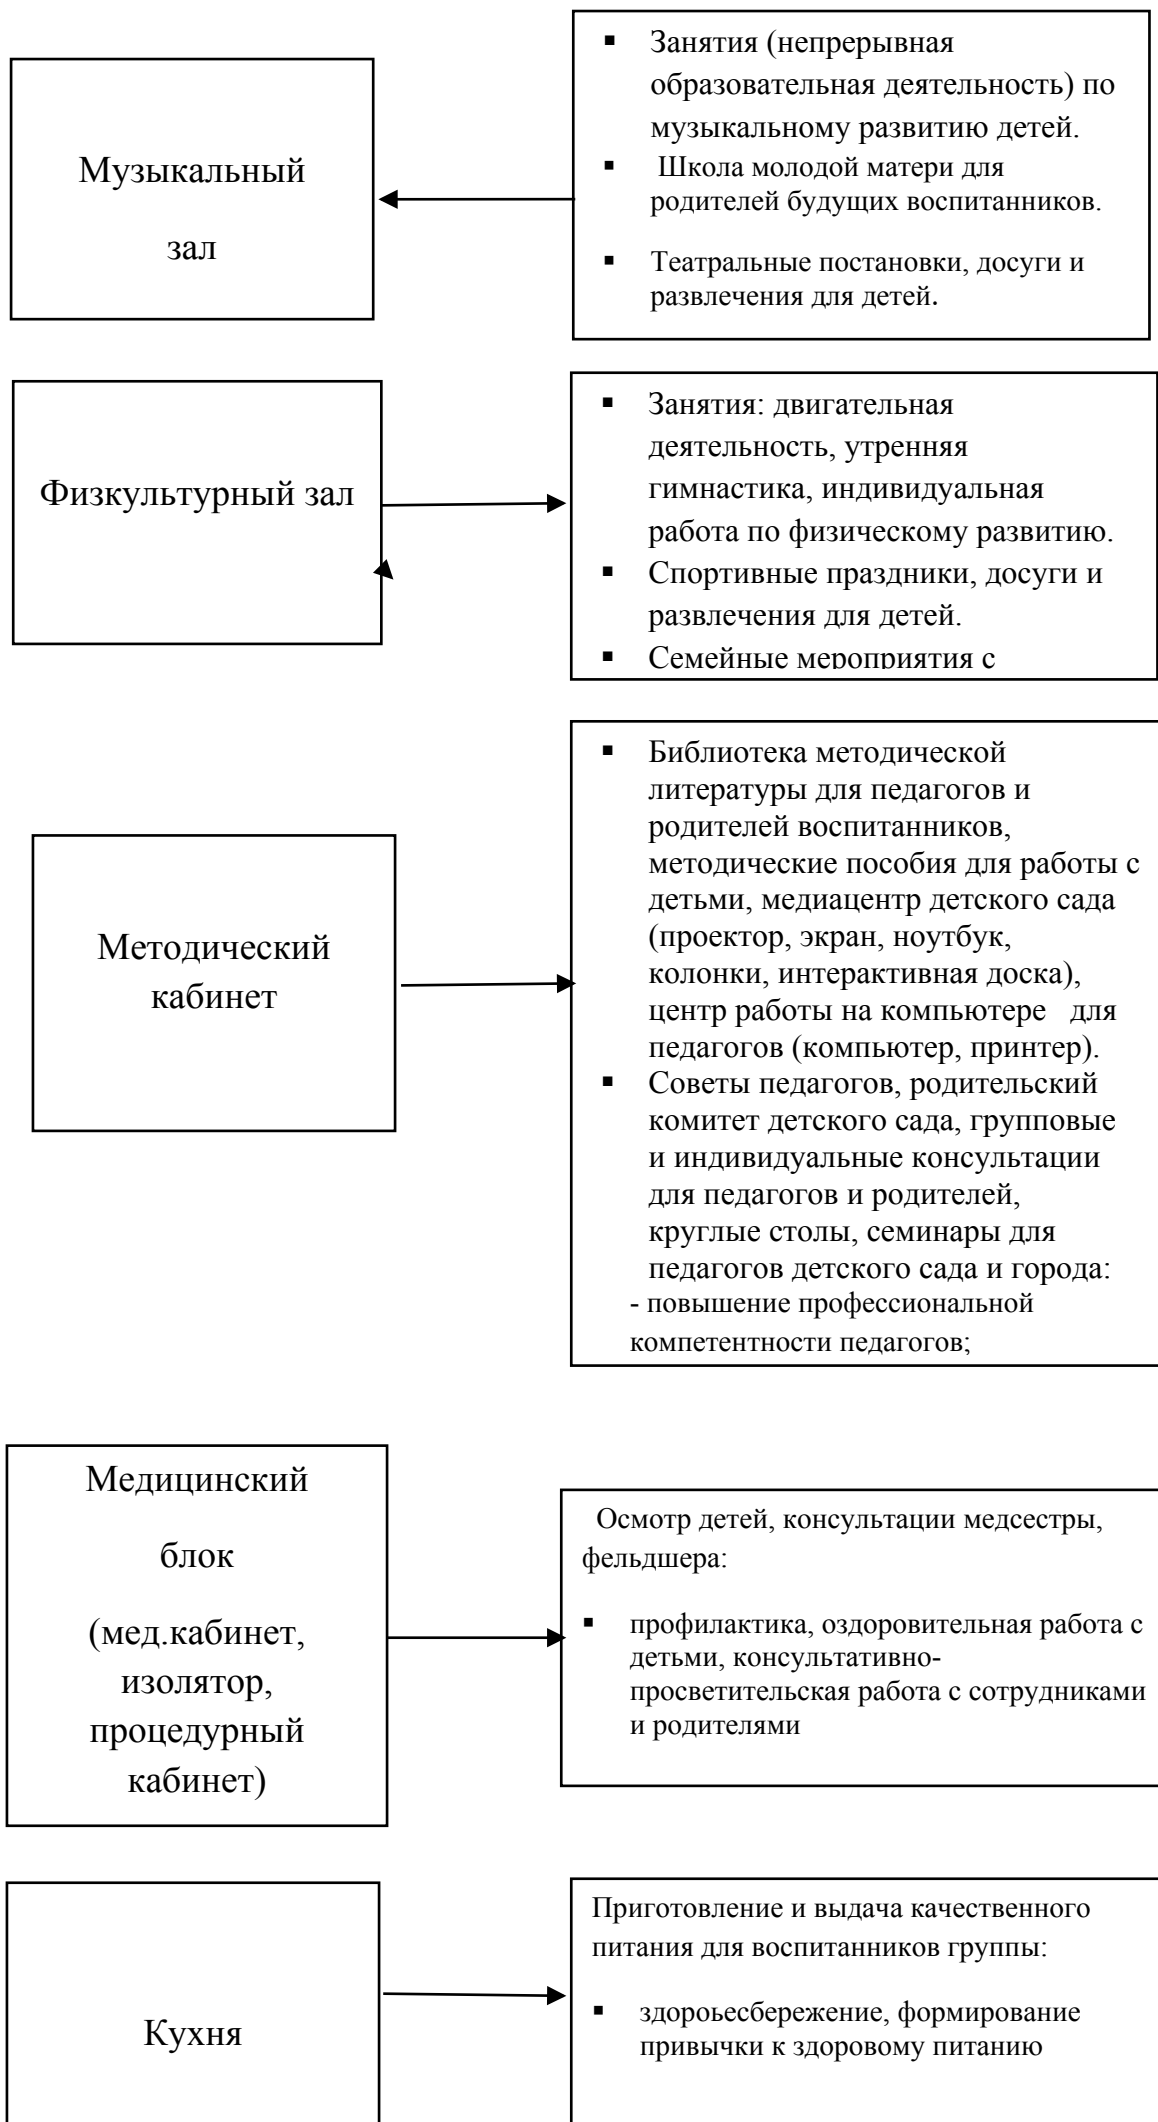 Музыкальный
зал
▪ Занятия (непрерывная
образовательная деятельность) по
музыкальному развитию детей.
▪ Школа молодой матери для
родителей будущих воспитанников.
▪ Театральные постановки, досуги и
развлечения для детей.
Физкультурный зал
▪ Занятия: двигательная
деятельность, утренняя
гимнастика, индивидуальная
работа по физическому развитию.
▪ Спортивные праздники, досуги и
развлечения для детей.
▪ Семейные мероприятия с
Методический
кабинет
▪ Библиотека методической
литературы для педагогов и
родителей воспитанников,
методические пособия для работы с
детьми, медиацентр детского сада
(проектор, экран, ноутбук,
колонки, интерактивная доска),
центр работы на компьютере для
педагогов (компьютер, принтер).
▪ Советы педагогов, родительский
комитет детского сада, групповые
и индивидуальные консультации
для педагогов и родителей,
круглые столы, семинары для
педагогов детского сада и города:
- повышение профессиональной
компетентности педагогов;
Медицинский
блок
(мед.кабинет,
изолятор,
процедурный
кабинет)
Осмотр детей, консультации медсестры,
фельдшера:
▪ профилактика, оздоровительная работа с
детьми, консультативно-
просветительская работа с сотрудниками
и родителями
Кухня
Приготовление и выдача качественного
питания для воспитанников группы:
▪ здороьесбережение, формирование
привычки к здоровому питанию